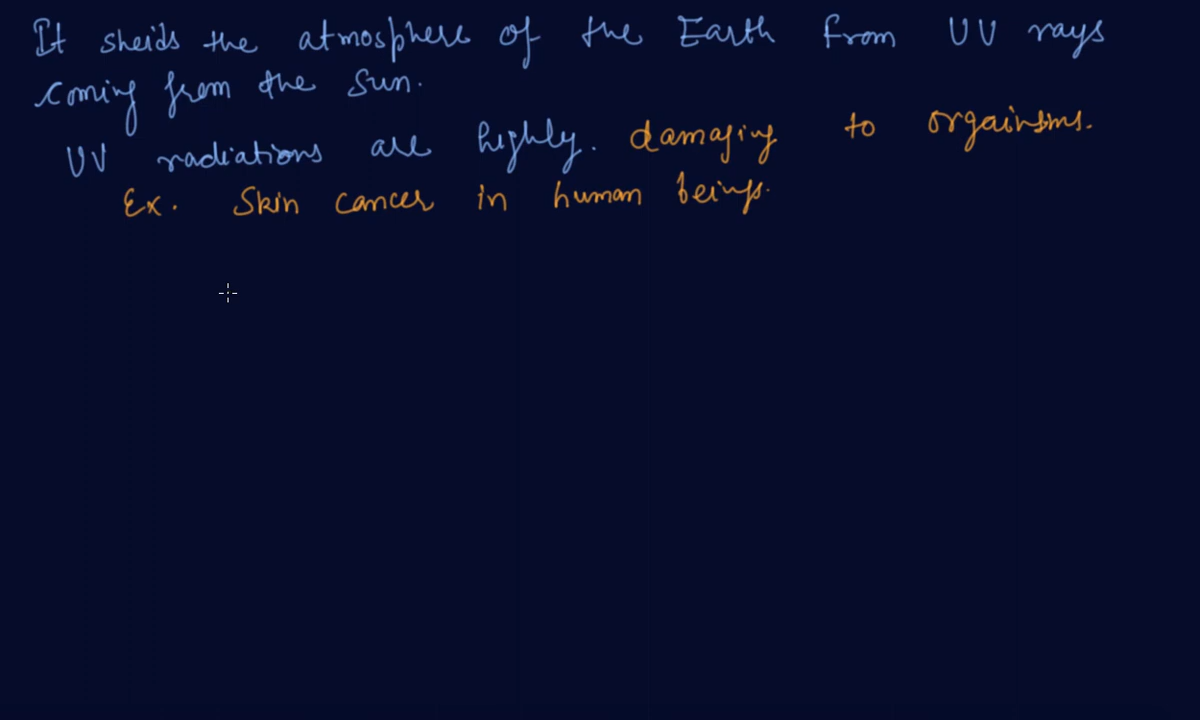 It sheids the atmosphere of the Earth from UV rays
coming from the Sun.
UV radiations are highly. damaging to orgainsms.
Ex. Skin cancer in human beings.